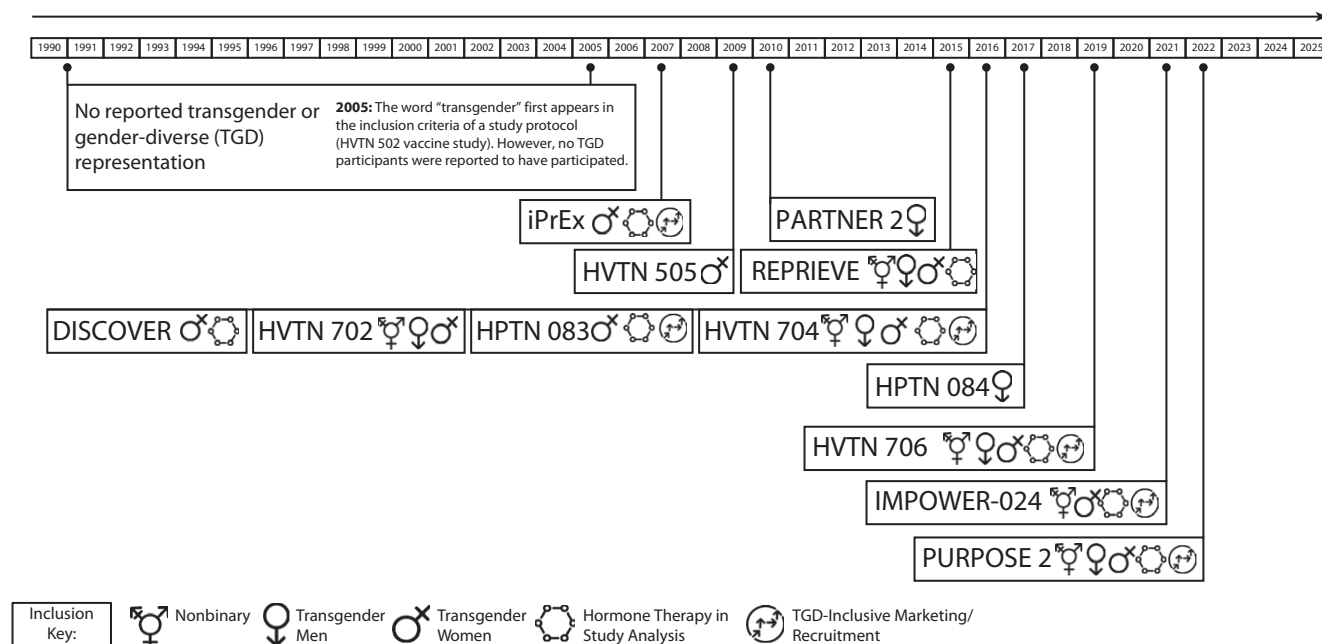 1990 1991 1992 1993 1994 1995 1996 1997 1998 1999 2000 2001 2002 2003 2004 2005 2006 2007 2008 2009 2010 2011 2012 2013 2014 2015 2016 2017 2018 2019 2020 2021 2022 2023 2024 2025
No reported transgender or
gender-diverse (TGD)
representation
2005: The word “transgender” first appears in
the inclusion criteria of a study protocol
(HVTN 502 vaccine study). However, no TGD
participants were reported to have participated.
iPrEx
PARTNER 2
HVTN 505
REPRIEVE
DISCOVER
HVTN 702
HPTN 083
HVTN 704
HPTN 084
HVTN 706
IMPOWER-024
PURPOSE 2
Inclusion
Key:
Nonbinary
Transgender
Men
Transgender
Women
Hormone Therapy in
Study Analysis
TGD-Inclusive Marketing/
Recruitment